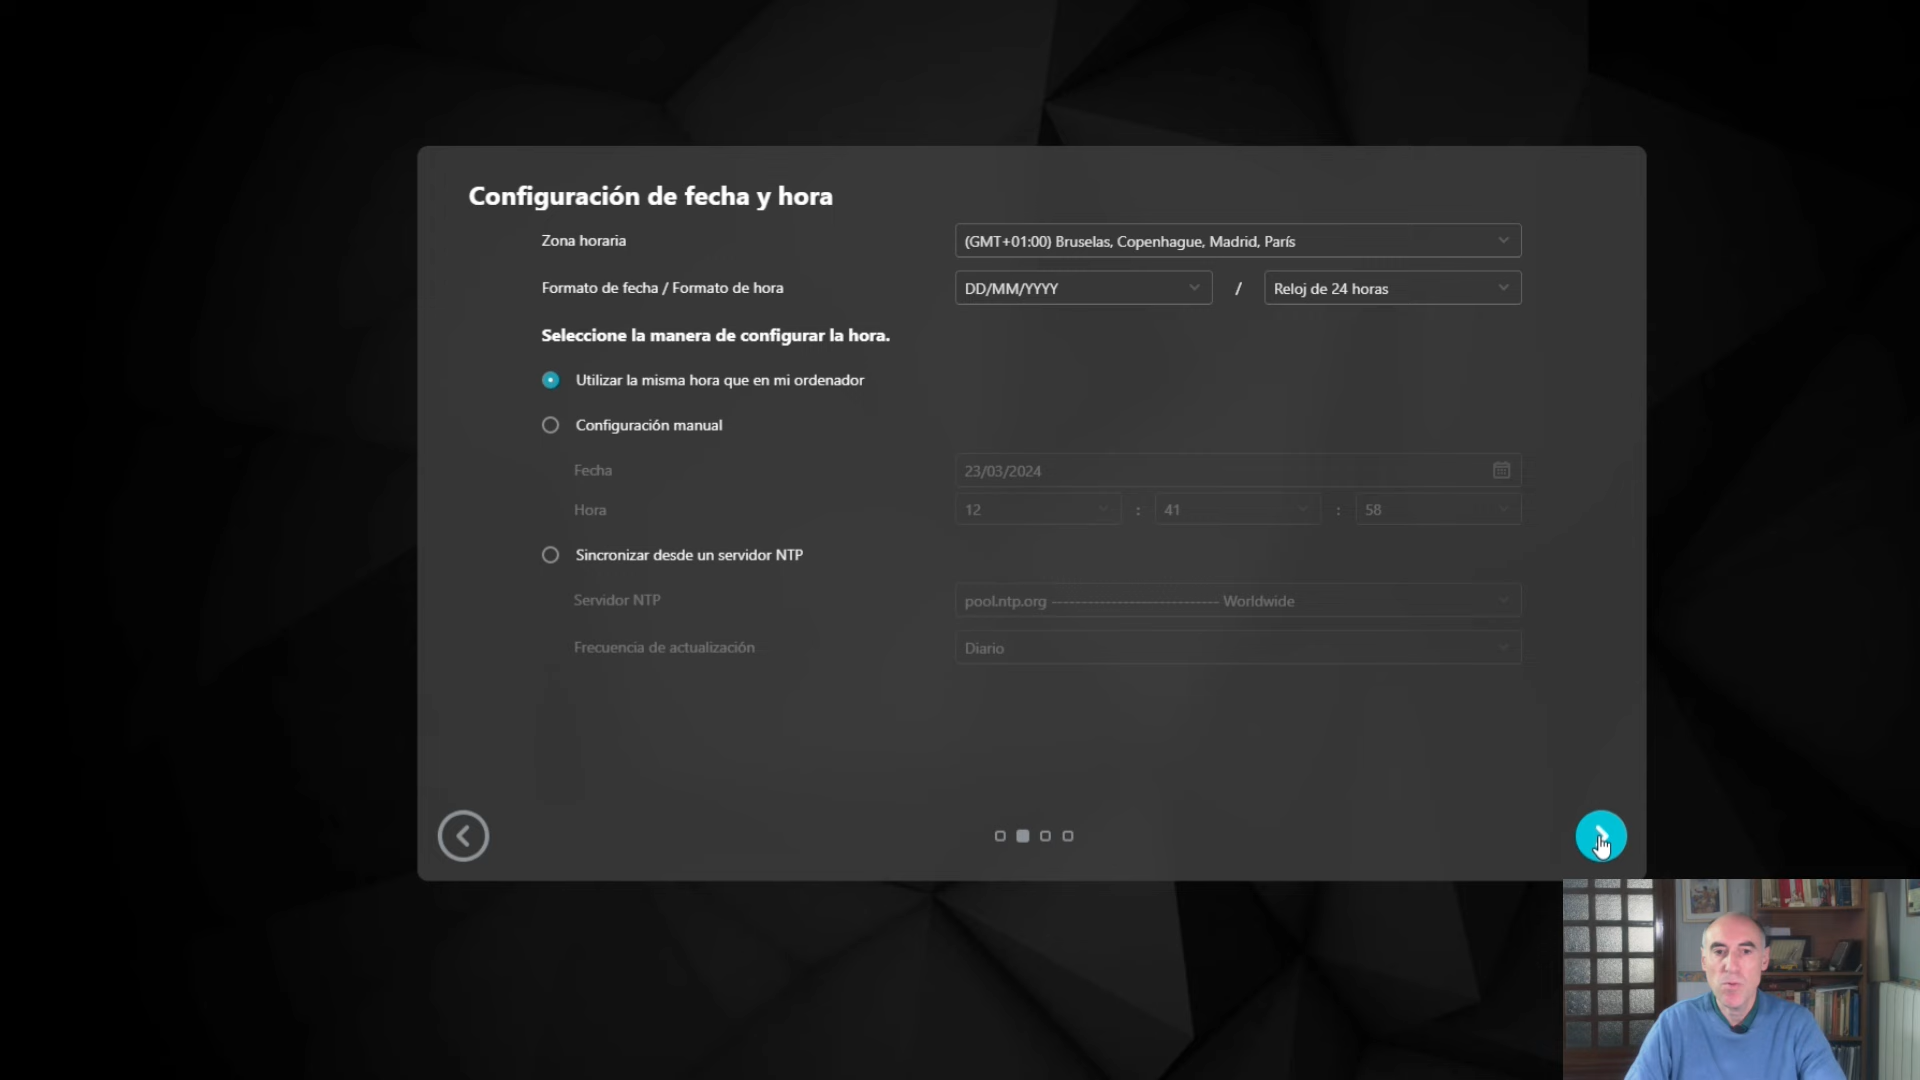 Configuración de fecha y hora
Zona horaria
(GMT+01:00) Bruselas, Copenhague, Madrid, París
Formato de fecha / Formato de hora
DD/MM/YYYY / Reloj de 24 horas
Seleccione la manera de configurar la hora.
Utilizar la misma hora que en mi ordenador
Configuración manual
Fecha
23/03/2024
Hora
12 : 41 : 58
Sincronizar desde un servidor NTP
Servidor NTP
pool.ntp.org ---------------------------- Worldwide
Frecuencia de actualización
Diario